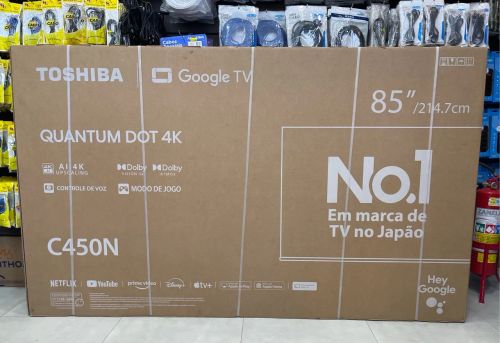 TOSHIBA
Google TV
85"/214.7cm
QUANTUM DOT 4K
AI 4K
UPSCALING
Dolby
VISION
Dolby
ATMOS
CONTROLE DE VOZ
MODO DE JOGO
No.1
Em marca de
TV no Japão
C450N
NETFLIX
YouTube
prime video
Disney+
tv+
Hey
Google